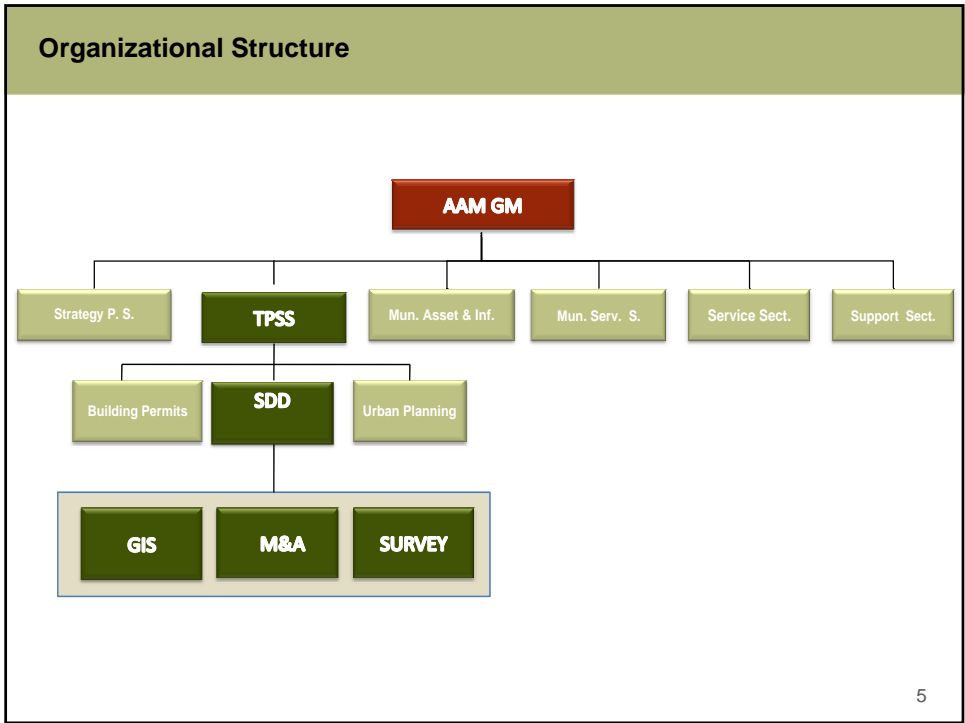 Organizational Structure
AAM GM
Strategy P. S.
TPSS
Mun. Asset & Inf.
Mun. Serv. S.
Service Sect.
Support Sect.
Building Permits
SDD
Urban Planning
GIS
M&A
SURVEY
5